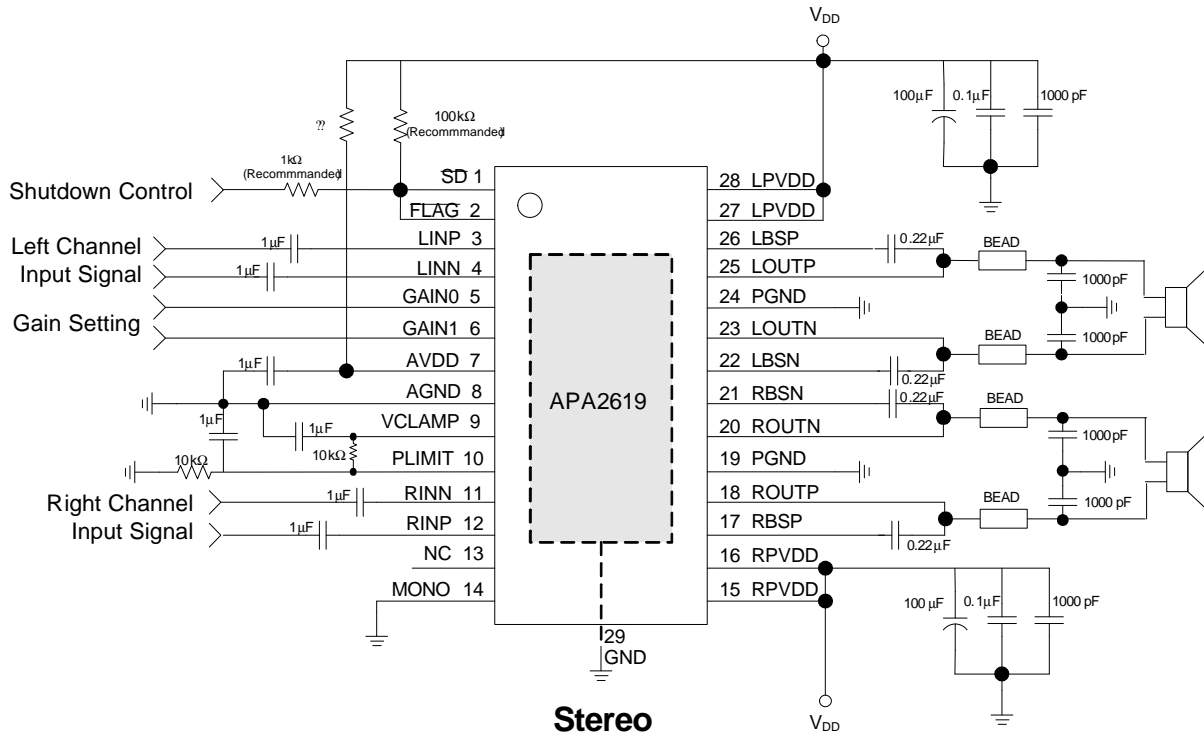 VDD
100µF
0.1µF
1000 pF
⁇
100kΩ
(Recommmanded)
1kΩ
(Recommmanded)
Shutdown Control
Left Channel
Input Signal
Gain Setting
1µF
1µF
1µF
1µF
1µF
10kΩ
10kΩ
Right Channel
Input Signal
1µF
1µF
SD 1
FLAG 2
LINP 3
LINN 4
GAIN0 5
GAIN1 6
AVDD 7
AGND 8
VCLAMP 9
PLIMIT 10
RINN 11
RINP 12
NC 13
MONO 14
APA2619
29
GND
28 LPVDD
27 LPVDD
26 LBSP
25 LOUTP
24 PGND
23 LOUTN
22 LBSN
21 RBSN
20 ROUTN
19 PGND
18 ROUTP
17 RBSP
16 RPVDD
15 RPVDD
0.22µF
BEAD
1000pF
1000pF
BEAD
0.22µF
0.22µF
BEAD
1000pF
1000 pF
BEAD
0.22µF
100 µF
0.1µF
1000 pF
VDD
Stereo